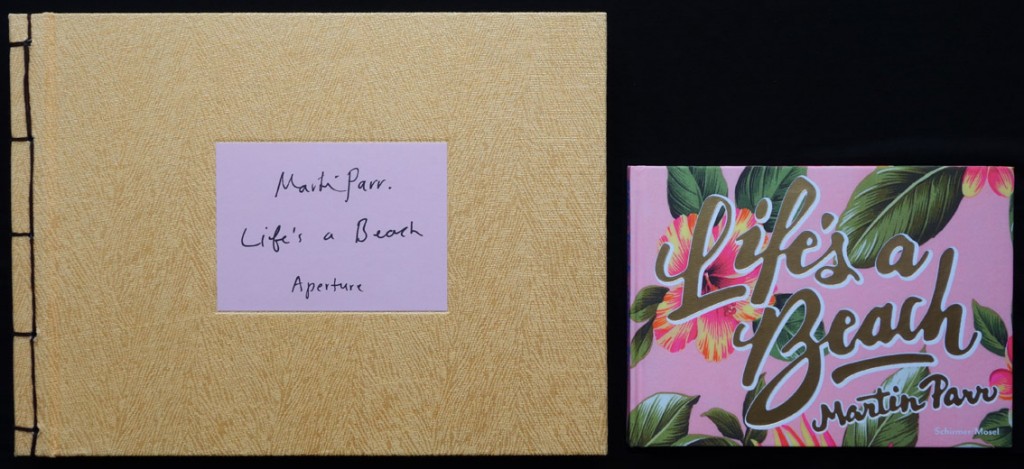 Martin Parr.
Life's a Beach
Aperture
Life's a
Beach
Martin Parr
Schirmer/Mosel